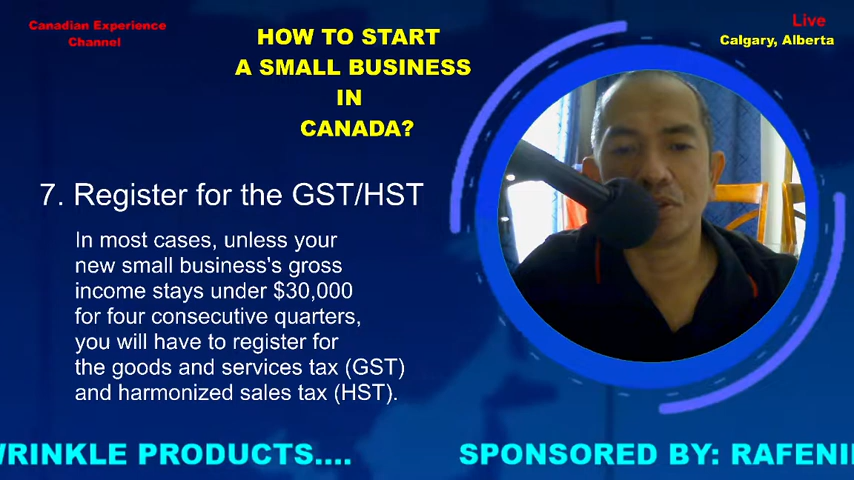 Canadian Experience
Channel
Live
Calgary, Alberta
HOW TO START
A SMALL BUSINESS
IN
CANADA?
7. Register for the GST/HST
In most cases, unless your
new small business's gross
income stays under $30,000
for four consecutive quarters,
you will have to register for
the goods and services tax (GST)
and harmonized sales tax (HST).
PRODUCTS.... SPONSORED BY: